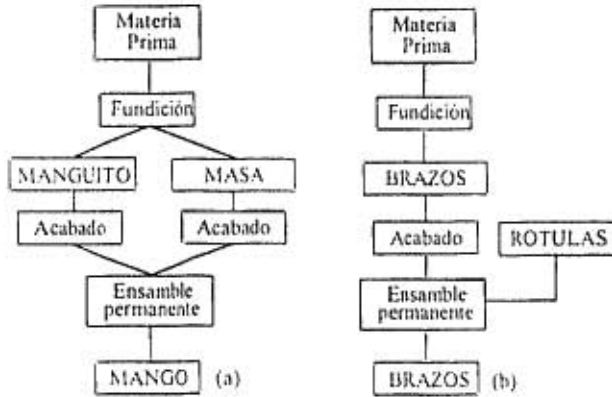 Materia
Prima
Fundición
MANGUITO
MASA
Acabado
Acabado
Ensamble
permanente
MANGO
(a)
Materia
Prima
Fundición
BRAZOS
Acabado
ROTULAS
Ensamble
permanente
BRAZOS
(b)